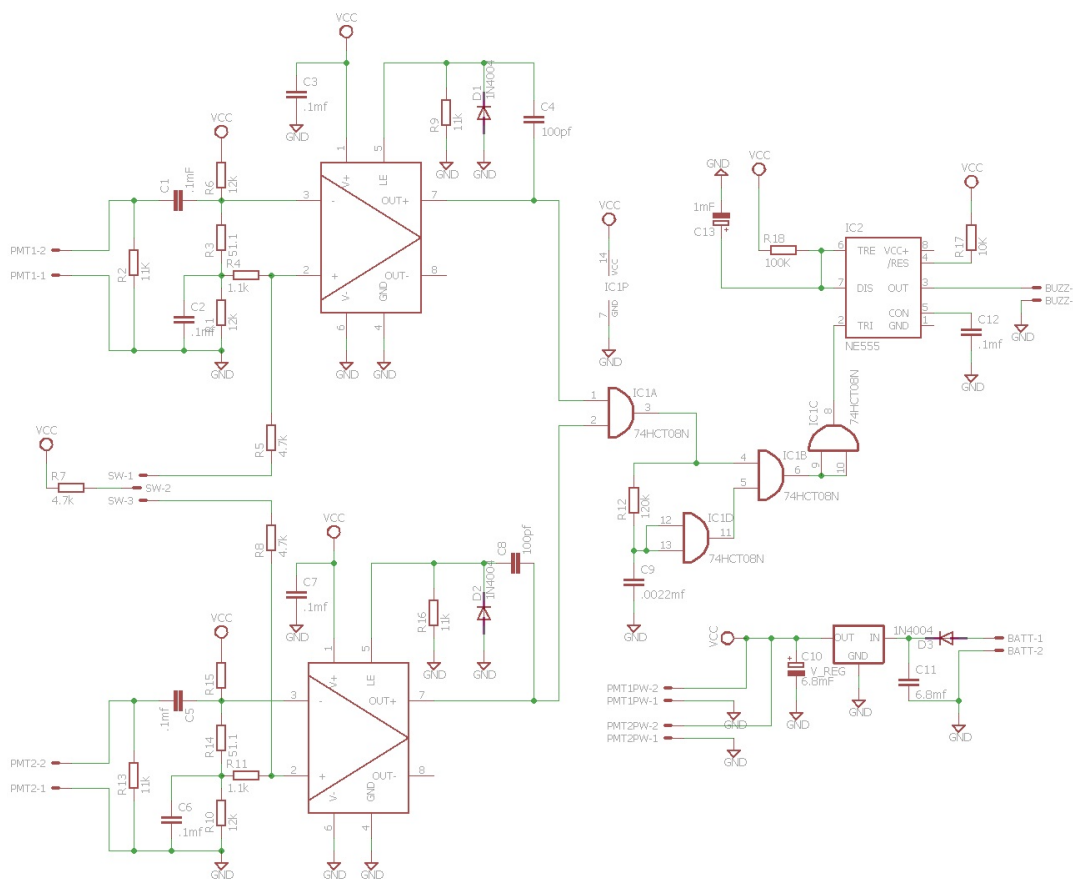 VCC
C3
.1mf
GND
1
5
V+
LE
R9
11k
GND
D1
1N4004
GND
C4
100pf
VCC
R6
12k
C1
.1mF
3
-
OUT+
7
PMT1-2
PMT1-1
R2
11K
R3
51.1
R4
1.1k
2
+
OUT-
8
C2
.1mf
R1
12k
V-
GND
6
4
GND
GND
GND
VCC
14
VCC
IC1P
GND
7
GND
GND
1mF
C13
+
VCC
R18
100K
IC2
VCC
R17
10K
6
TRE
VCC+
8
/RES
4
7
DIS
OUT
3
BUZZ-
BUZZ-
CON
5
2
TRI
GND
1
NE555
GND
C12
.1mf
GND
1
2
IC1A
3
74HCT08N
IC1C
74HCT08N
8
9
10
4
5
IC1B
6
74HCT08N
R12
120k
12
13
IC1D
11
74HCT08N
C9
.0022mf
GND
VCC
R7
4.7k
SW-1
SW-2
SW-3
R5
4.7k
R8
4.7k
VCC
C7
.1mf
GND
1
5
V+
LE
R16
11k
GND
D2
1N4004
GND
C8
100pf
VCC
R15
.1mf
C5
3
-
OUT+
7
PMT2-2
PMT2-1
R13
11k
R14
51.1
R11
1.1k
2
+
OUT-
8
C6
.1mf
R10
12k
V-
GND
6
4
GND
GND
GND
VCC
+
C10
6.8mF
GND
OUT
IN
GND
V_REG
GND
1N4004
D3
C11
6.8mf
GND
BATT-1
BATT-2
PMT1PW-2
PMT1PW-1
GND
PMT2PW-2
PMT2PW-1
GND